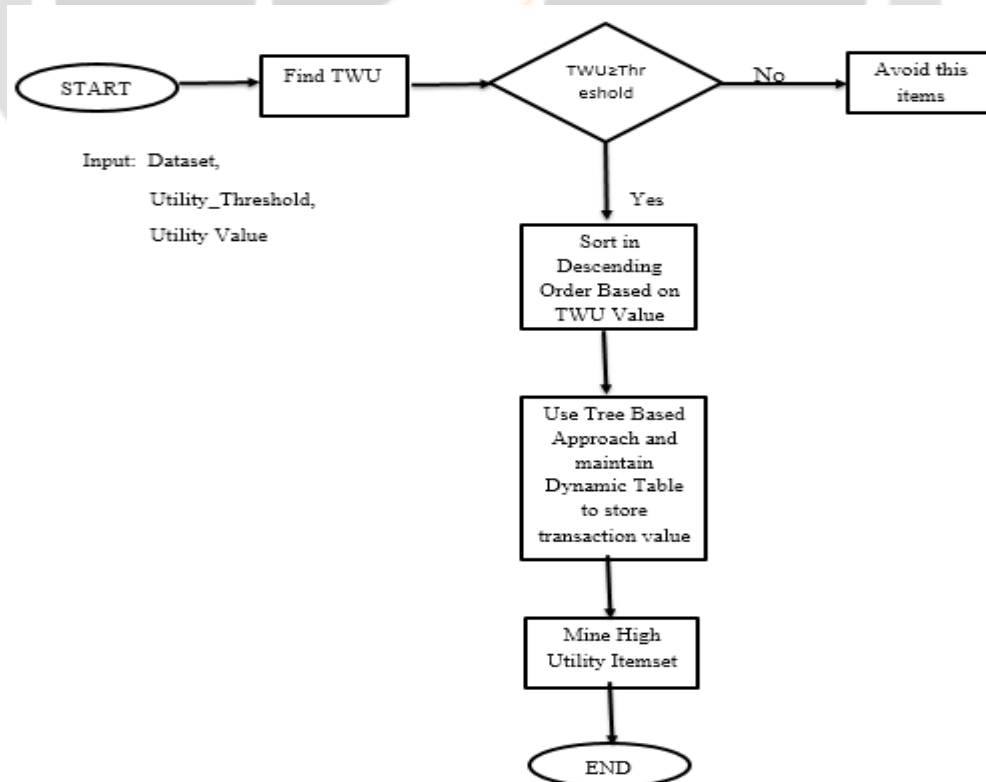 START
Find TWU
TWU≥Thr
eshold
No
Avoid this
items
Input: Dataset,
Utility_Threshold,
Utility Value
Yes
Sort in
Descending
Order Based on
TWU Value
Use Tree Based
Approach and
maintain
Dynamic Table
to store
transaction value
Mine High
Utility Itemset
END